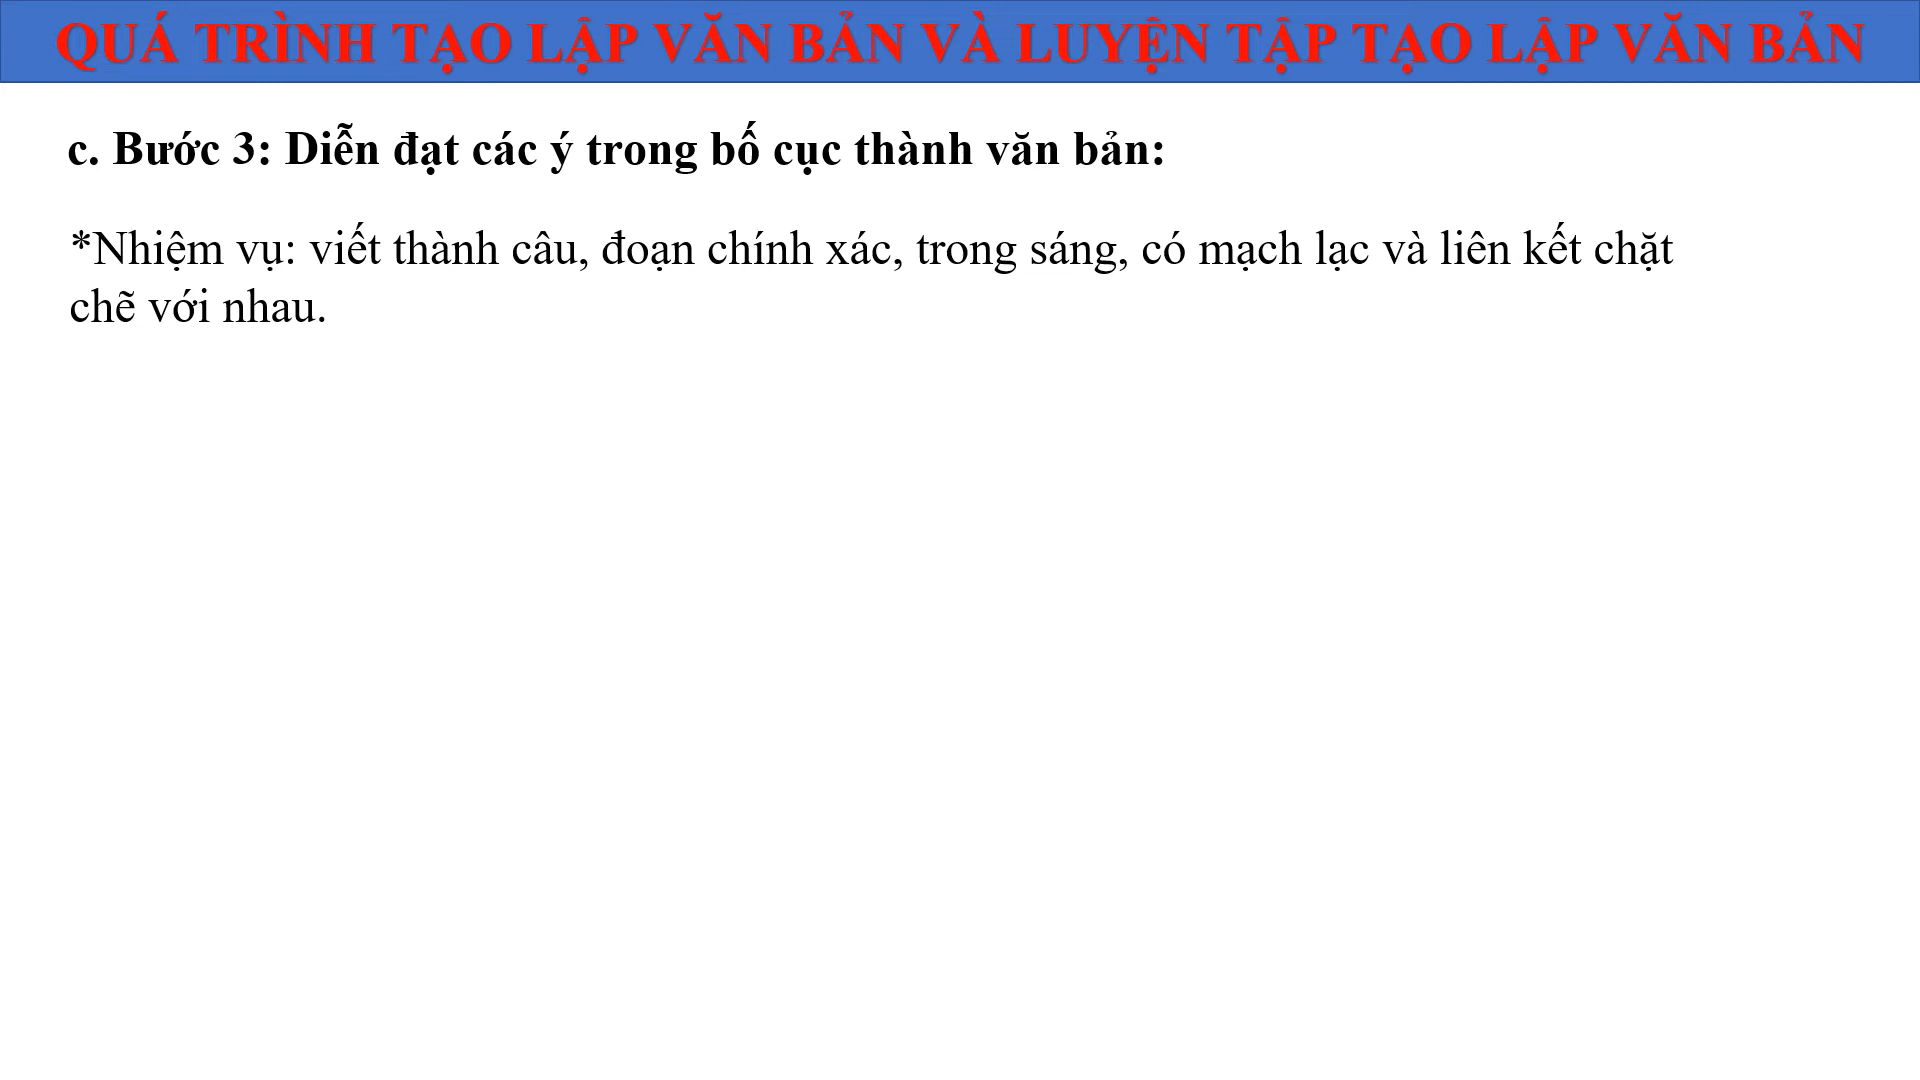 QUÁ TRÌNH TẠO LẬP VĂN BẢN VÀ LUYỆN TẬP TẠO LẬP VĂN BẢN
c. Bước 3: Diễn đạt các ý trong bố cục thành văn bản:
*Nhiệm vụ: viết thành câu, đoạn chính xác, trong sáng, có mạch lạc và liên kết chặt
chẽ với nhau.